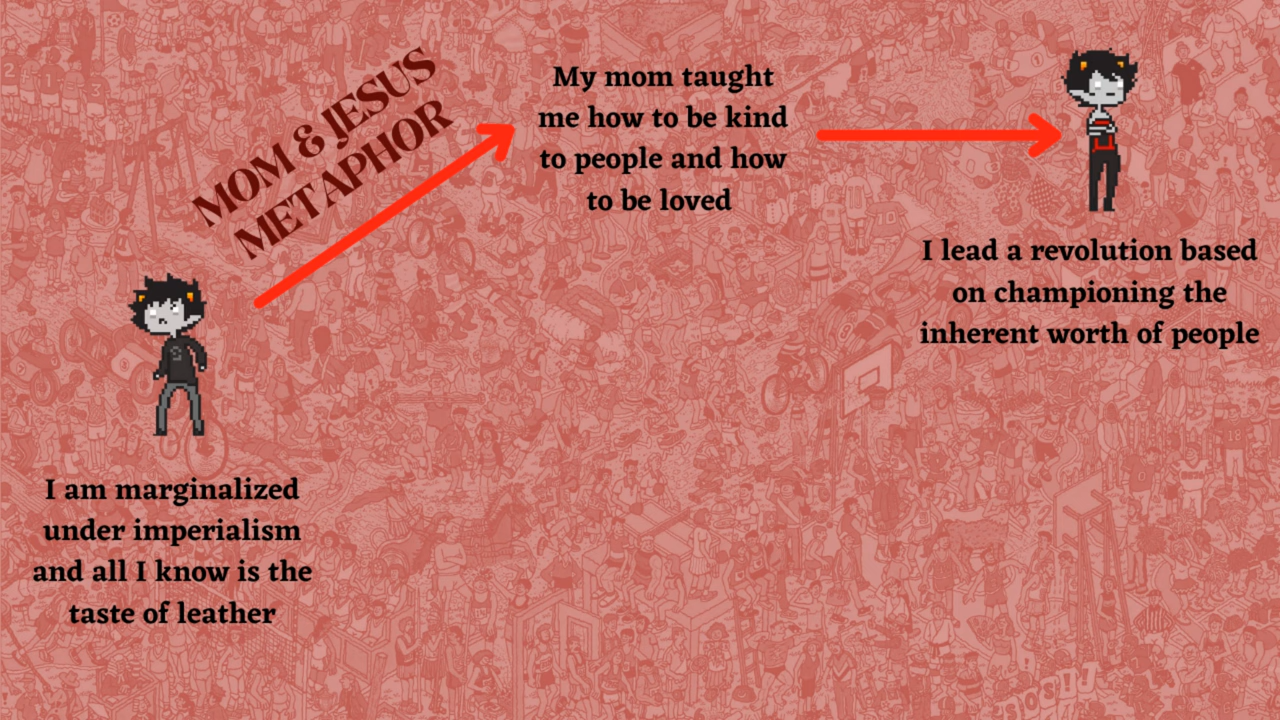 MOM & JESUS
METAPHOR
My mom taught
me how to be kind
to people and how
to be loved
I lead a revolution based
on championing the
inherent worth of people
I am marginalized
under imperialism
and all I know is the
taste of leather